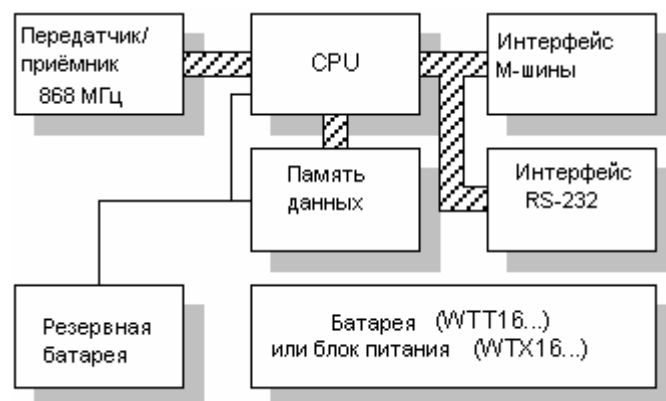 Передатчик/
приёмник
868 МГц
CPU
Интерфейс
М-шины
Память
данных
Интерфейс
RS-232
Резервная
батарея
Батарея (WTT16...)
или блок питания (WTX16...)